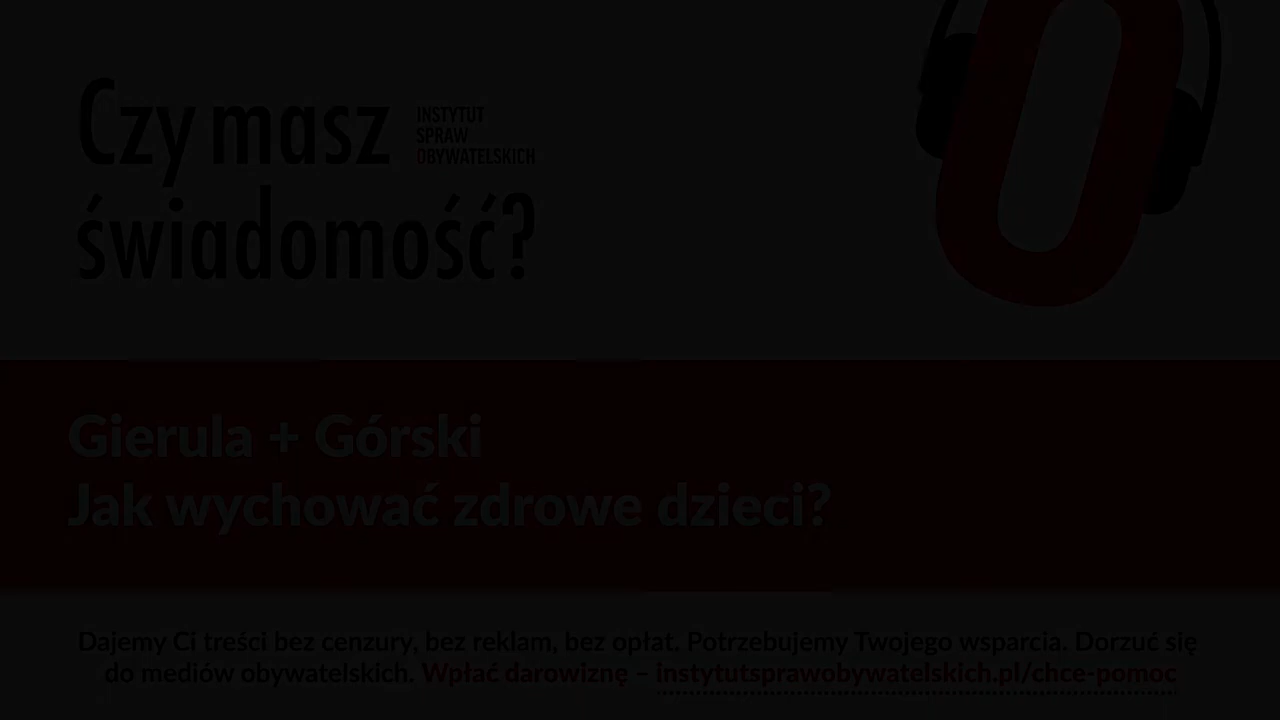 Czy masz
świadomość?
INSTYTUT
SPRAW
OBYWATELSKICH
Gierula + Górski
Jak wychować zdrowe dzieci?
Dajemy Ci treści bez cenzury, bez reklam, bez opłat. Potrzebujemy Twojego wsparcia. Dorzuć się
do mediów obywatelskich. Wpłać darowiznę – instytutsprawobywatelskich.pl/chce-pomoc